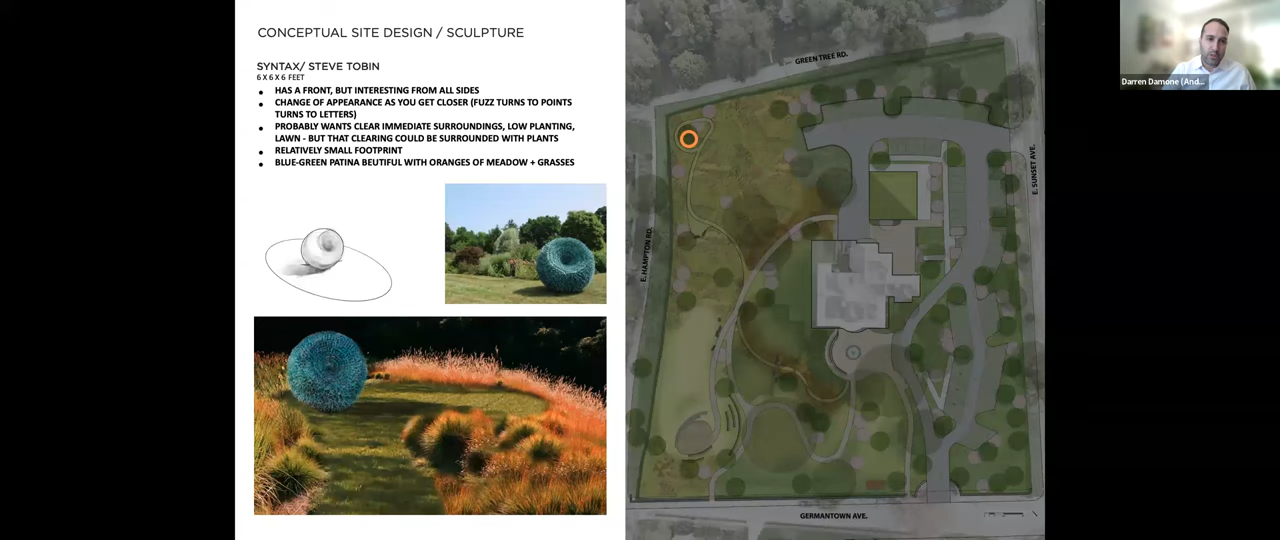 CONCEPTUAL SITE DESIGN / SCULPTURE
SYNTAX/ STEVE TOBIN
6 X 6 X 6 FEET
HAS A FRONT, BUT INTERESTING FROM ALL SIDES
CHANGE OF APPEARANCE AS YOU GET CLOSER (FUZZ TURNS TO POINTS
TURNS TO LETTERS)
PROBABLY WANTS CLEAR IMMEDIATE SURROUNDINGS, LOW PLANTING,
LAWN - BUT THAT CLEARING COULD BE SURROUNDED WITH PLANTS
RELATIVELY SMALL FOOTPRINT
BLUE-GREEN PATINA BEUTIFUL WITH ORANGES OF MEADOW + GRASSES
GREEN TREE RD.
E. SUNSET AVE.
E. HAMPTON RD.
GERMANTOWN AVE.
Darren Damone (And...